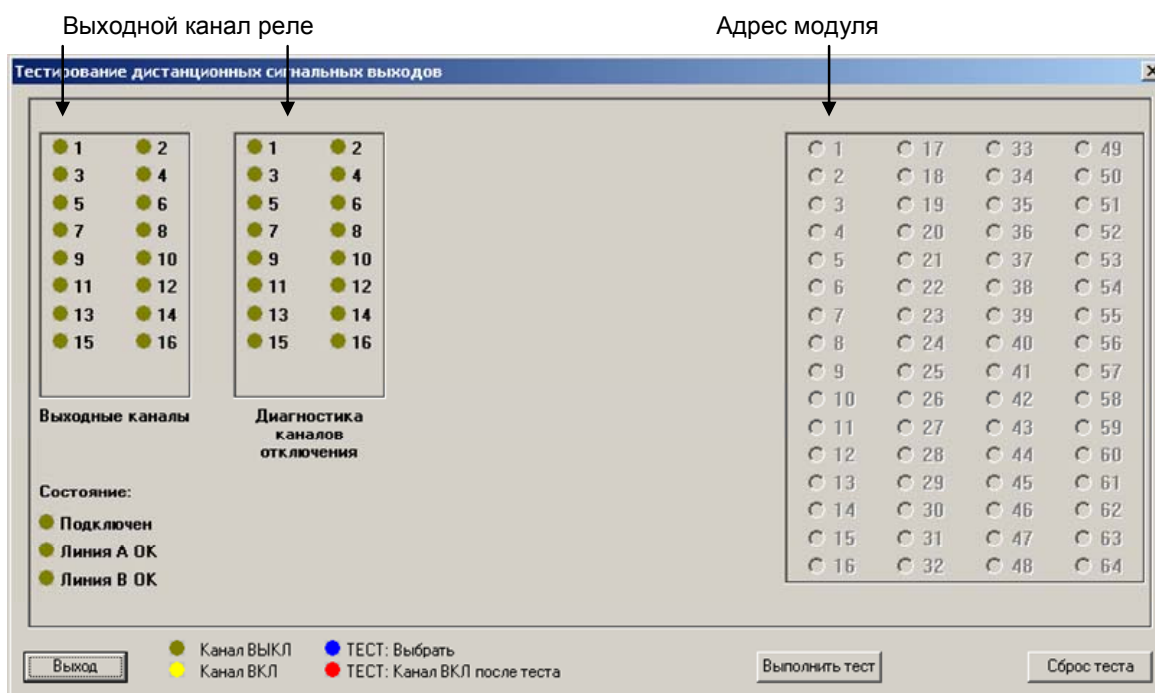 Выходной канал реле Адрес модуля
Тестирование дистанционных сигнальных выходов
1 2 1 2 1 17 33 49
3 4 3 4 2 18 34 50
5 6 5 6 3 19 35 51
7 8 7 8 4 20 36 52
9 10 9 10 5 21 37 53
11 12 11 12 6 22 38 54
13 14 13 14 7 23 39 55
15 16 15 16 8 24 40 56
9 25 41 57
10 26 42 58
11 27 43 59
12 28 44 60
13 29 45 61
14 30 46 62
15 31 47 63
16 32 48 64
Выходные каналы
Диагностика
каналов
отключения
Состояние:
Подключен
Линия А ОК
Линия В ОК
Выход
Канал ВЫКЛ
Канал ВКЛ
ТЕСТ: Выбрать
ТЕСТ: Канал ВКЛ после теста
Выполнить тест
Сброс теста